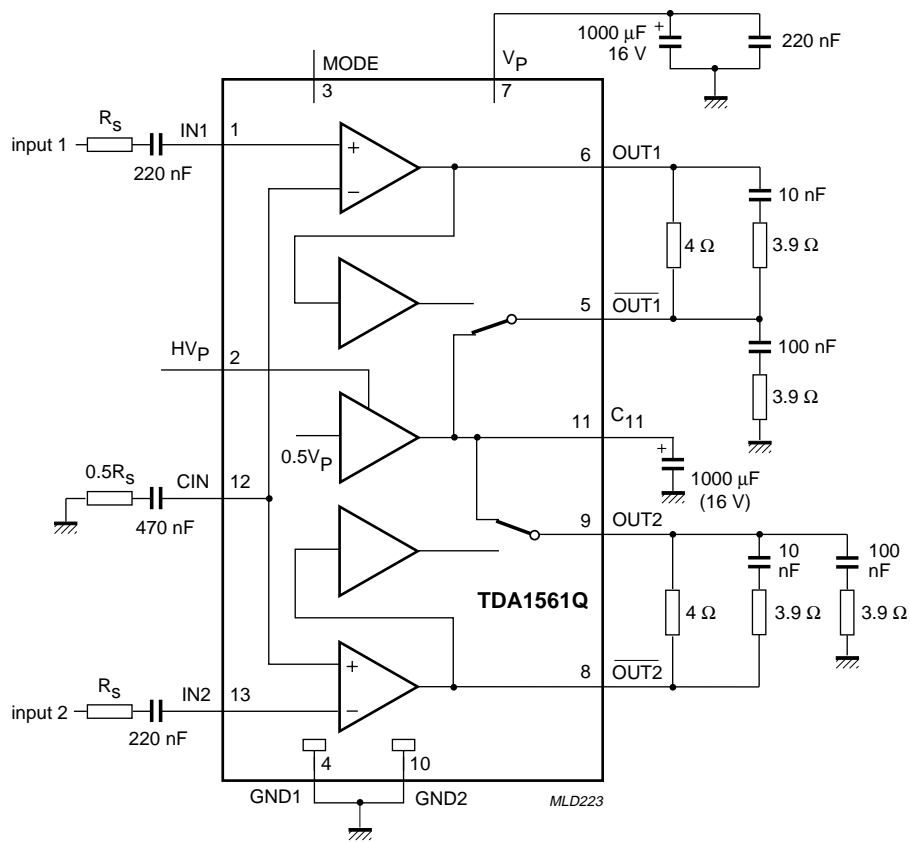 1000 μF
16 V
+
220 nF
MODE
3
VP
7
input 1
Rs
220 nF
IN1
1
+
−
6
OUT1
10 nF
4 Ω
3.9 Ω
5
OUT1
100 nF
3.9 Ω
HVP
2
0.5VP
11
C11
+
1000 μF
(16 V)
0.5Rs
CIN
12
470 nF
9
OUT2
10
nF
100
nF
TDA1561Q
4 Ω
3.9 Ω
3.9 Ω
+
−
8
OUT2
input 2
Rs
220 nF
IN2
13
4
10
GND1
GND2
MLD223